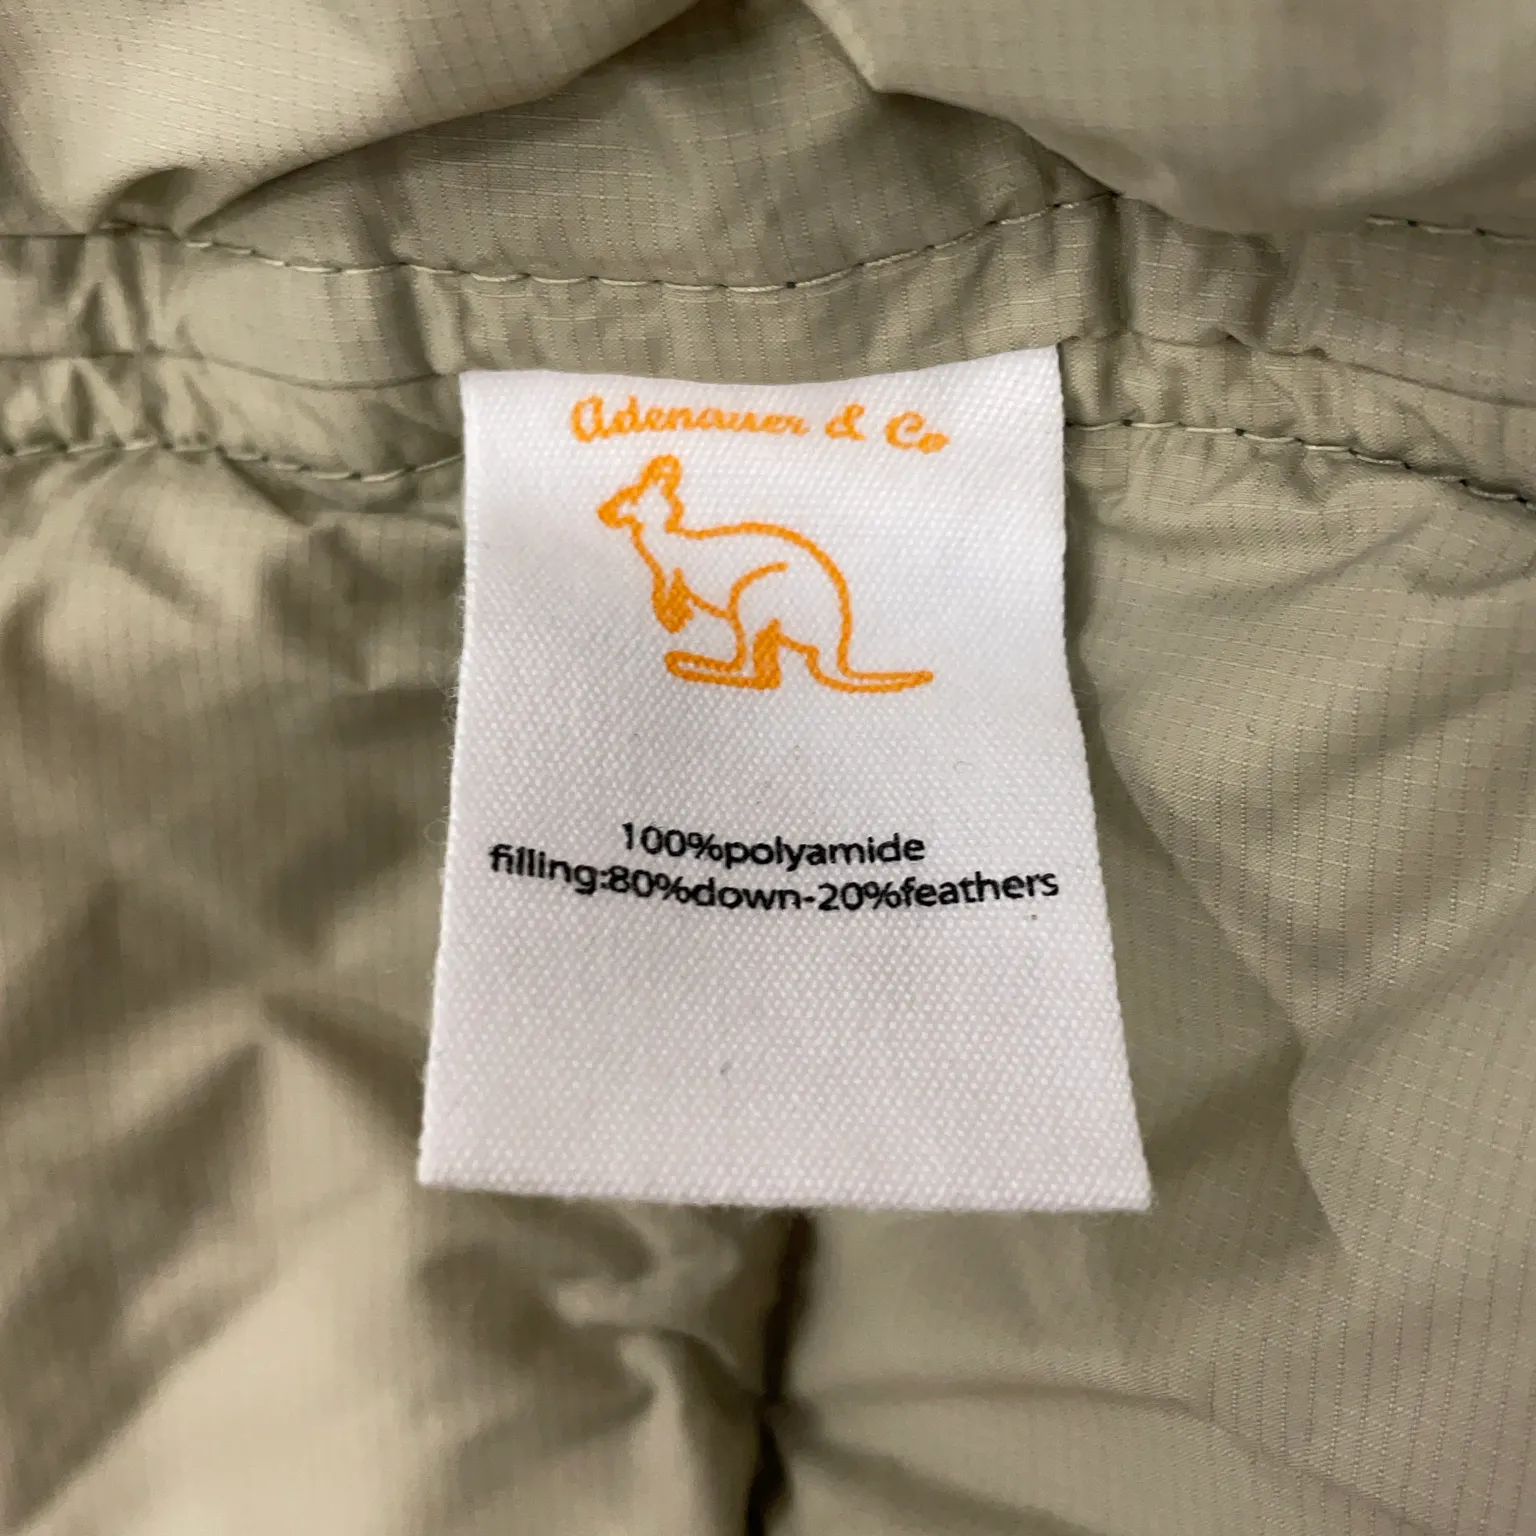 Adenauer & Co
100%polyamide
filling:80%down-20%feathers